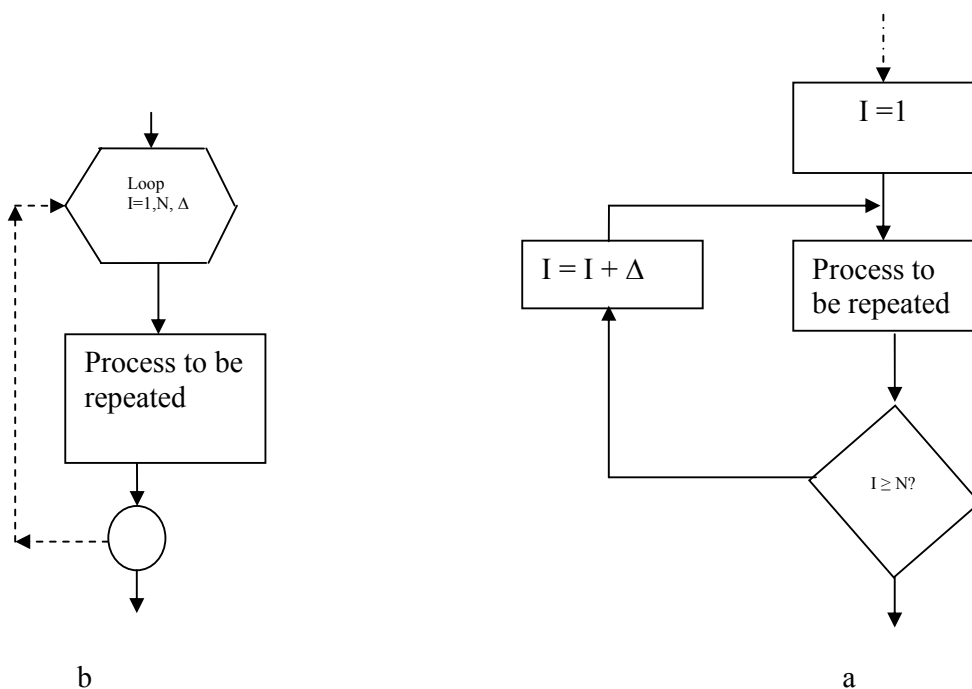 Loop
I=1,N, Δ
Process to be
repeated
b
I =1
I = I + Δ
Process to
be repeated
I ≥ N?
a